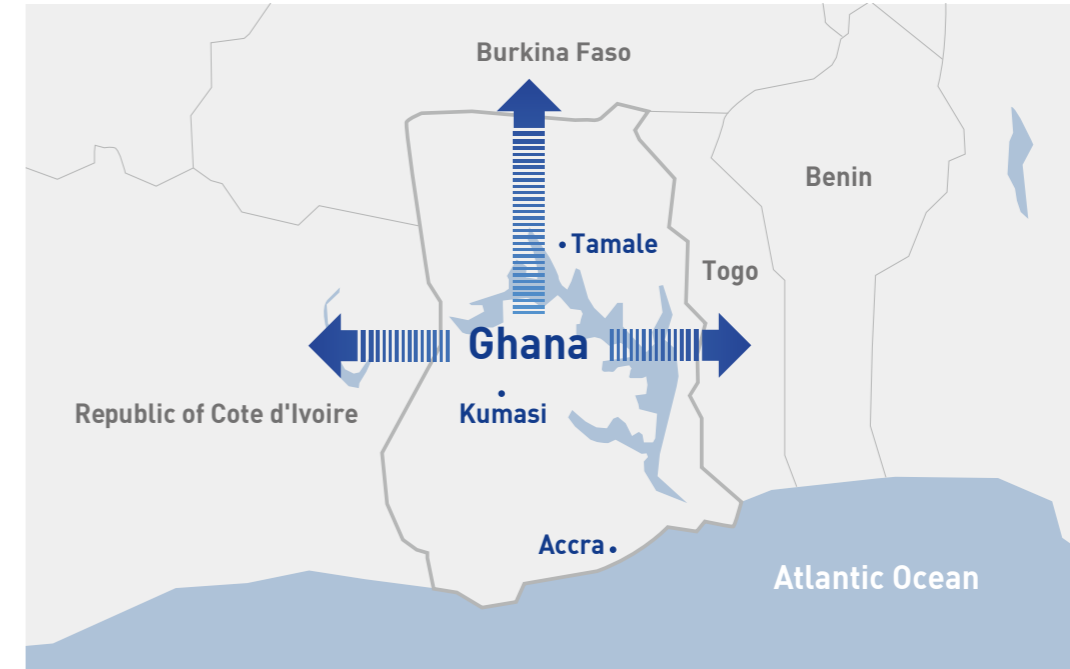 Burkina Faso
Benin
Tamale
Togo
Ghana
Republic of Cote d'Ivoire
Kumasi
Accra
Atlantic Ocean